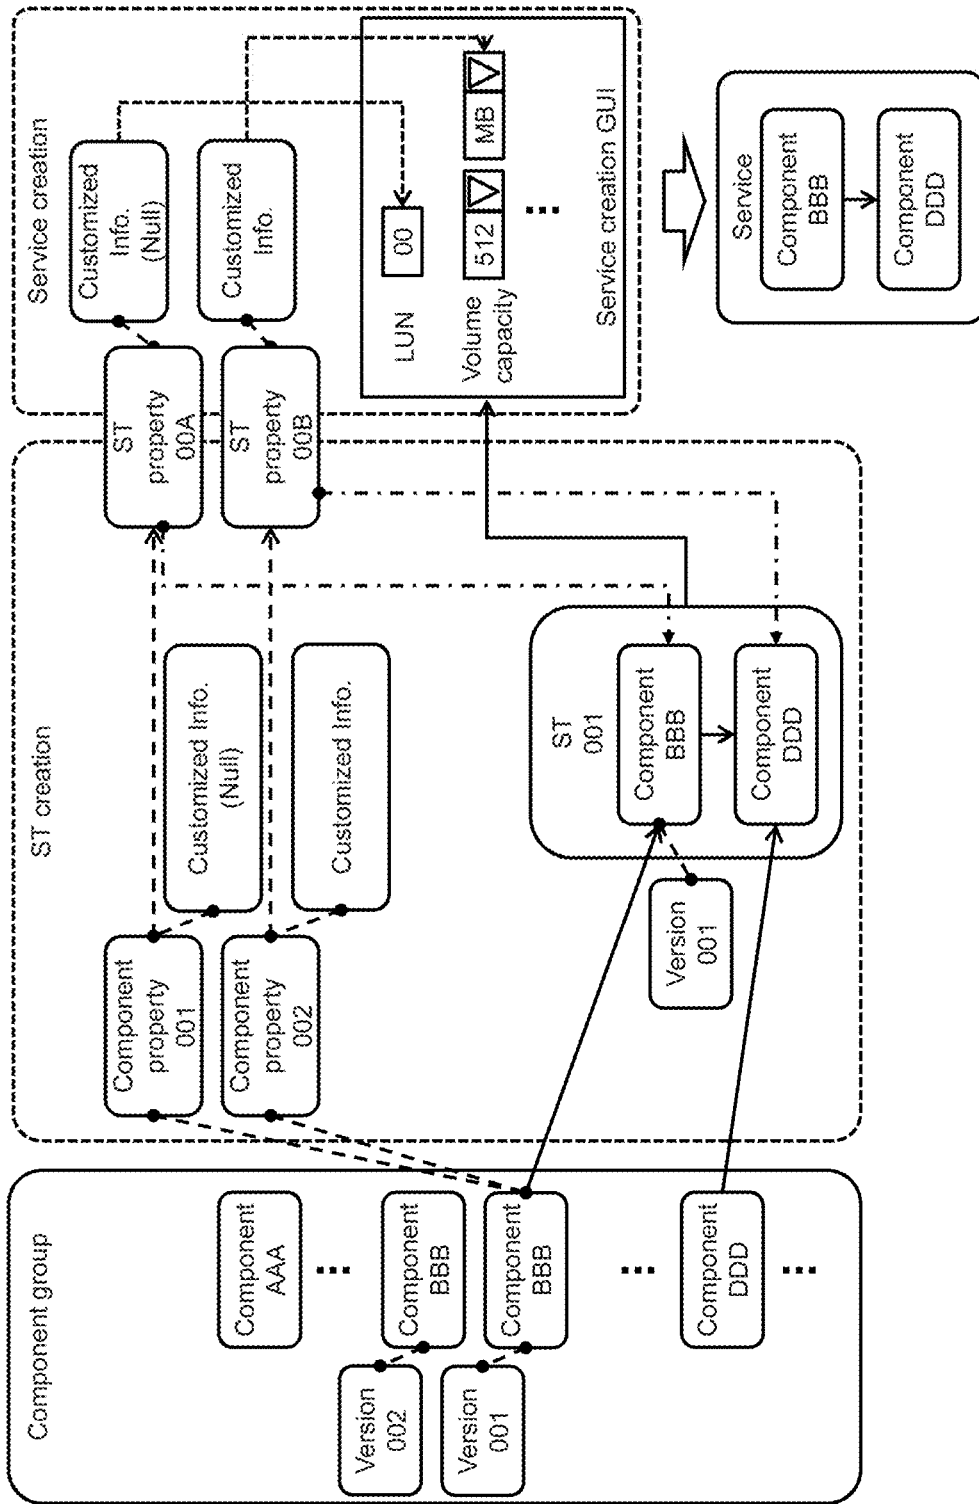 Component group
Component
AAA
...
Version
002
Component
BBB
Version
001
Component
BBB
...
Component
DDD
...
ST creation
Component
property
001
Customized Info.
(Null)
Component
property
002
Customized Info.
Version
001
ST
001
Component
BBB
Component
DDD
ST
property
00A
ST
property
00B
Service creation
Customized
Info.
(Null)
Customized
Info.
LUN
00
Volume
capacity
512
MB
...
Service creation GUI
Service
Component
BBB
Component
DDD